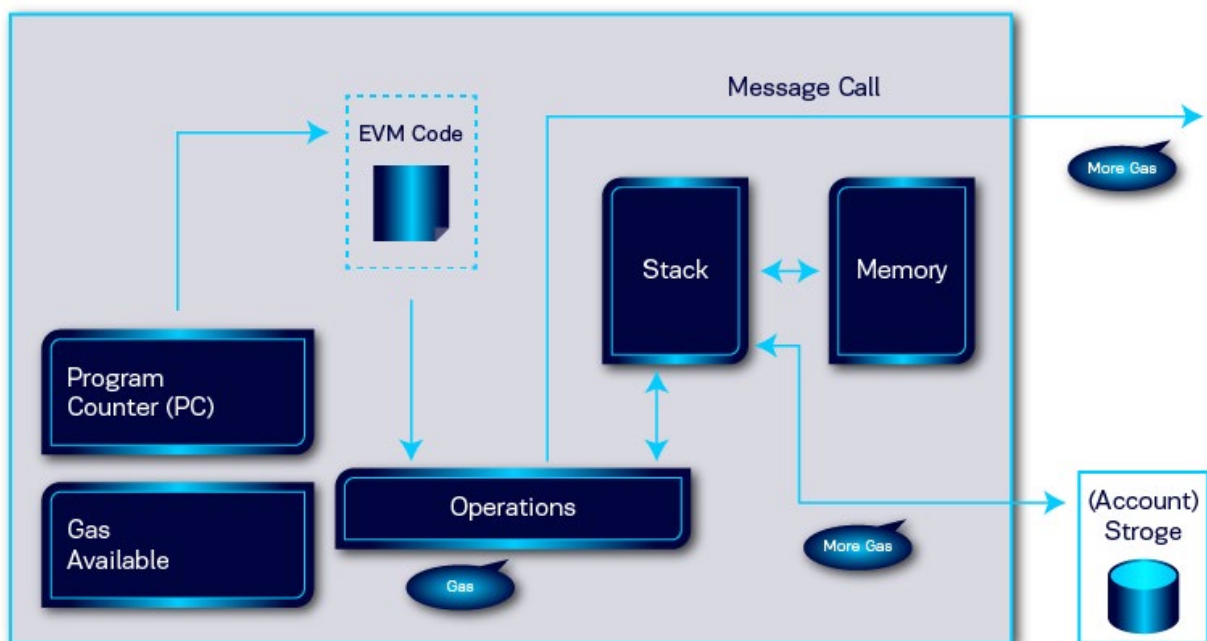 Message Call
EVM Code
More Gas
Stack
Memory
Program
Counter (PC)
Operations
(Account)
Stroge
Gas
Available
More Gas
Gas